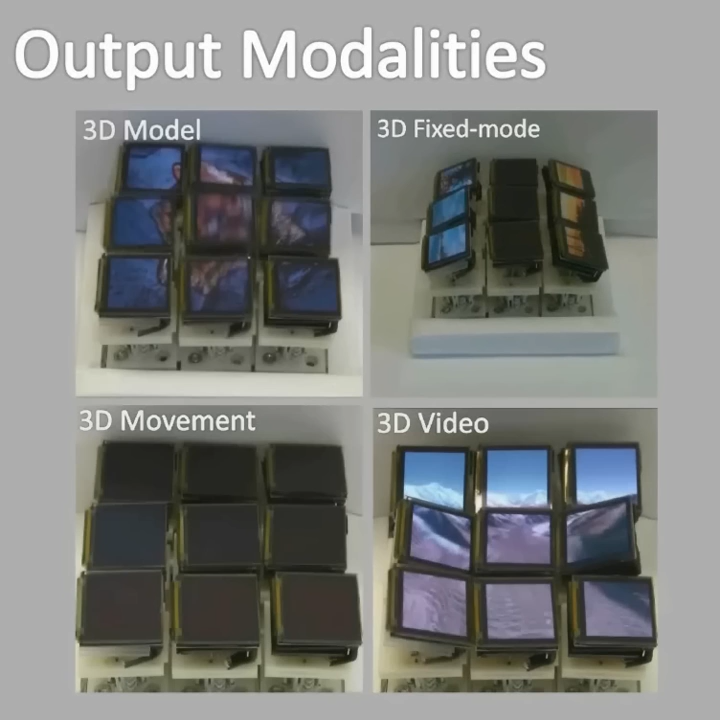 Output Modalities
3D Model
3D Fixed-mode
3D Movement
3D Video